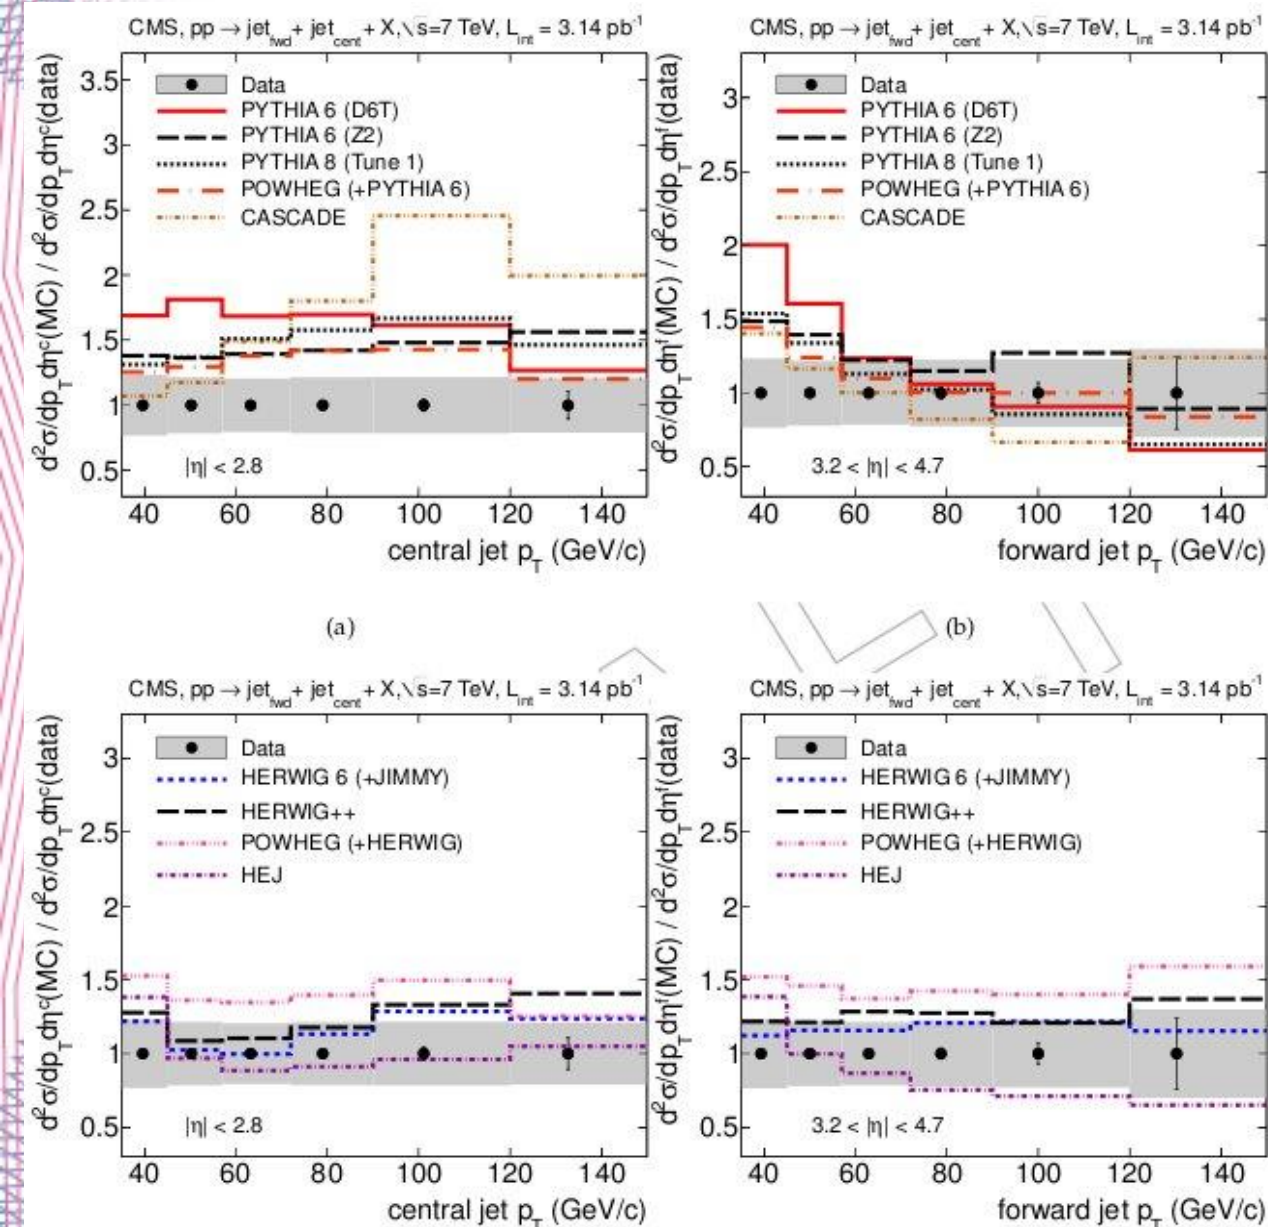 CMS, pp → jet_fwd + jet_cent + X, √s=7 TeV, L_int = 3.14 pb⁻¹
d²σ/dp_T dηᶜ(MC) / d²σ/dp_T dηᶜ(data)
3.5
3
2.5
2
1.5
1
0.5
Data
PYTHIA 6 (D6T)
PYTHIA 6 (Z2)
PYTHIA 8 (Tune 1)
POWHEG (+PYTHIA 6)
CASCADE
|η| < 2.8
40 60 80 100 120 140
central jet p_T (GeV/c)
(a)
CMS, pp → jet_fwd + jet_cent + X, √s=7 TeV, L_int = 3.14 pb⁻¹
d²σ/dp_T dηᶠ(MC) / d²σ/dp_T dηᶠ(data)
3
2.5
2
1.5
1
0.5
Data
PYTHIA 6 (D6T)
PYTHIA 6 (Z2)
PYTHIA 8 (Tune 1)
POWHEG (+PYTHIA 6)
CASCADE
3.2 < |η| < 4.7
40 60 80 100 120 140
forward jet p_T (GeV/c)
(b)
CMS, pp → jet_fwd + jet_cent + X, √s=7 TeV, L_int = 3.14 pb⁻¹
d²σ/dp_T dηᶜ(MC) / d²σ/dp_T dηᶜ(data)
3
2.5
2
1.5
1
0.5
Data
HERWIG 6 (+JIMMY)
HERWIG++
POWHEG (+HERWIG)
HEJ
|η| < 2.8
40 60 80 100 120 140
central jet p_T (GeV/c)
CMS, pp → jet_fwd + jet_cent + X, √s=7 TeV, L_int = 3.14 pb⁻¹
d²σ/dp_T dηᶠ(MC) / d²σ/dp_T dηᶠ(data)
3
2.5
2
1.5
1
0.5
Data
HERWIG 6 (+JIMMY)
HERWIG++
POWHEG (+HERWIG)
HEJ
3.2 < |η| < 4.7
40 60 80 100 120 140
forward jet p_T (GeV/c)